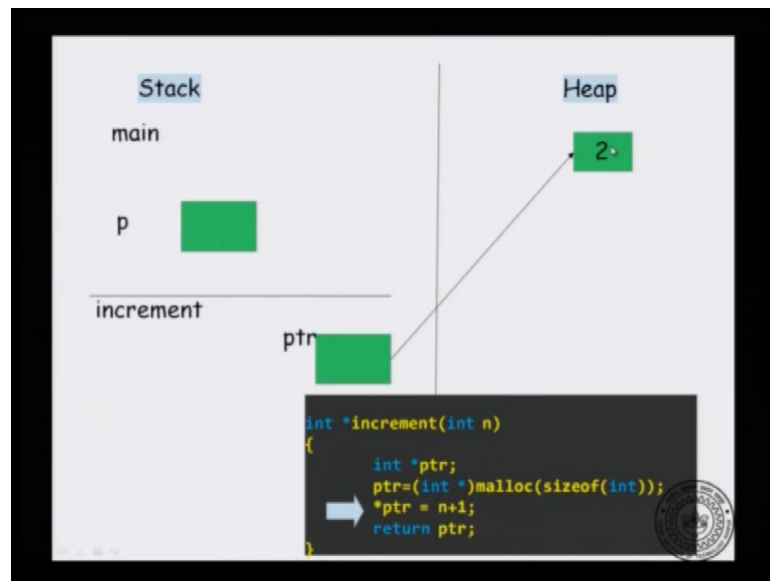 Stack
Heap
main
2
p
increment
ptr
int *increment(int n)
{
int *ptr;
ptr=(int *)malloc(sizeof(int));
*ptr = n+1;
return ptr;
}